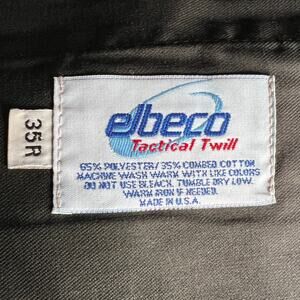 elbeco
Tactical Twill
65% POLYESTER/ 35% COMBED COTTON
MACHINE WASH WARM WITH LIKE COLORS
DO NOT USE BLEACH. TUMBLE DRY LOW.
WARM IRON IF NEEDED.
MADE IN U.S.A.
35R